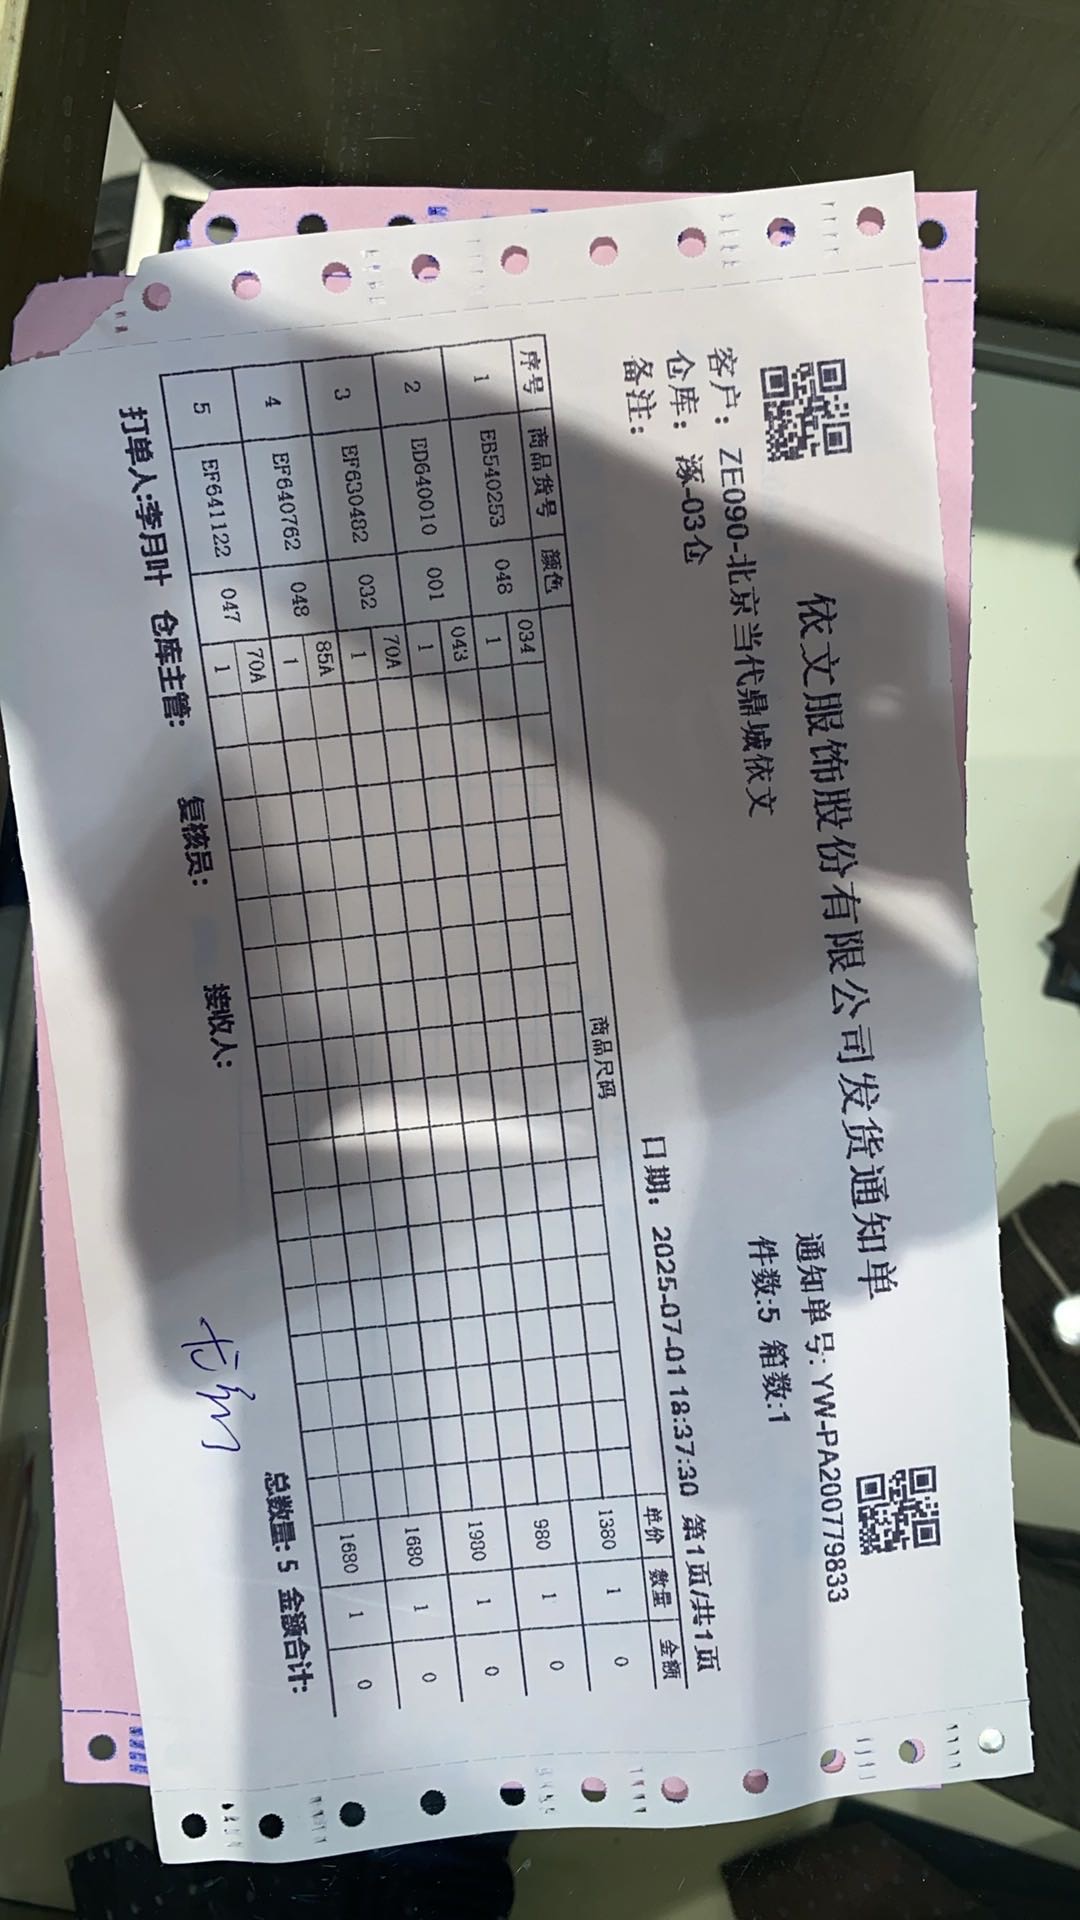 依文服饰股份有限公司发货通知单
通知单号: YW-PA200779833
客户: ZE090-北京当代鼎城依文
件数:5 箱数:1
仓库: 涿-03仓
备注:
日期: 2025-07-01 18:37:30 第1页/共1页
序号 商品货号 颜色 商品尺码 单价 数量 金额
034
1 EB540253 048 1 1380 1 0
043
2 ED640010 001 1 980 1 0
70A
3 EF630482 032 1 1980 1 0
85A
4 EF640762 048 1 1680 1 0
70A
5 EF641122 047 1 1680 1 0
总数量: 5 金额合计:
打单人:李月叶 仓库主管: 复核员: 接收人: